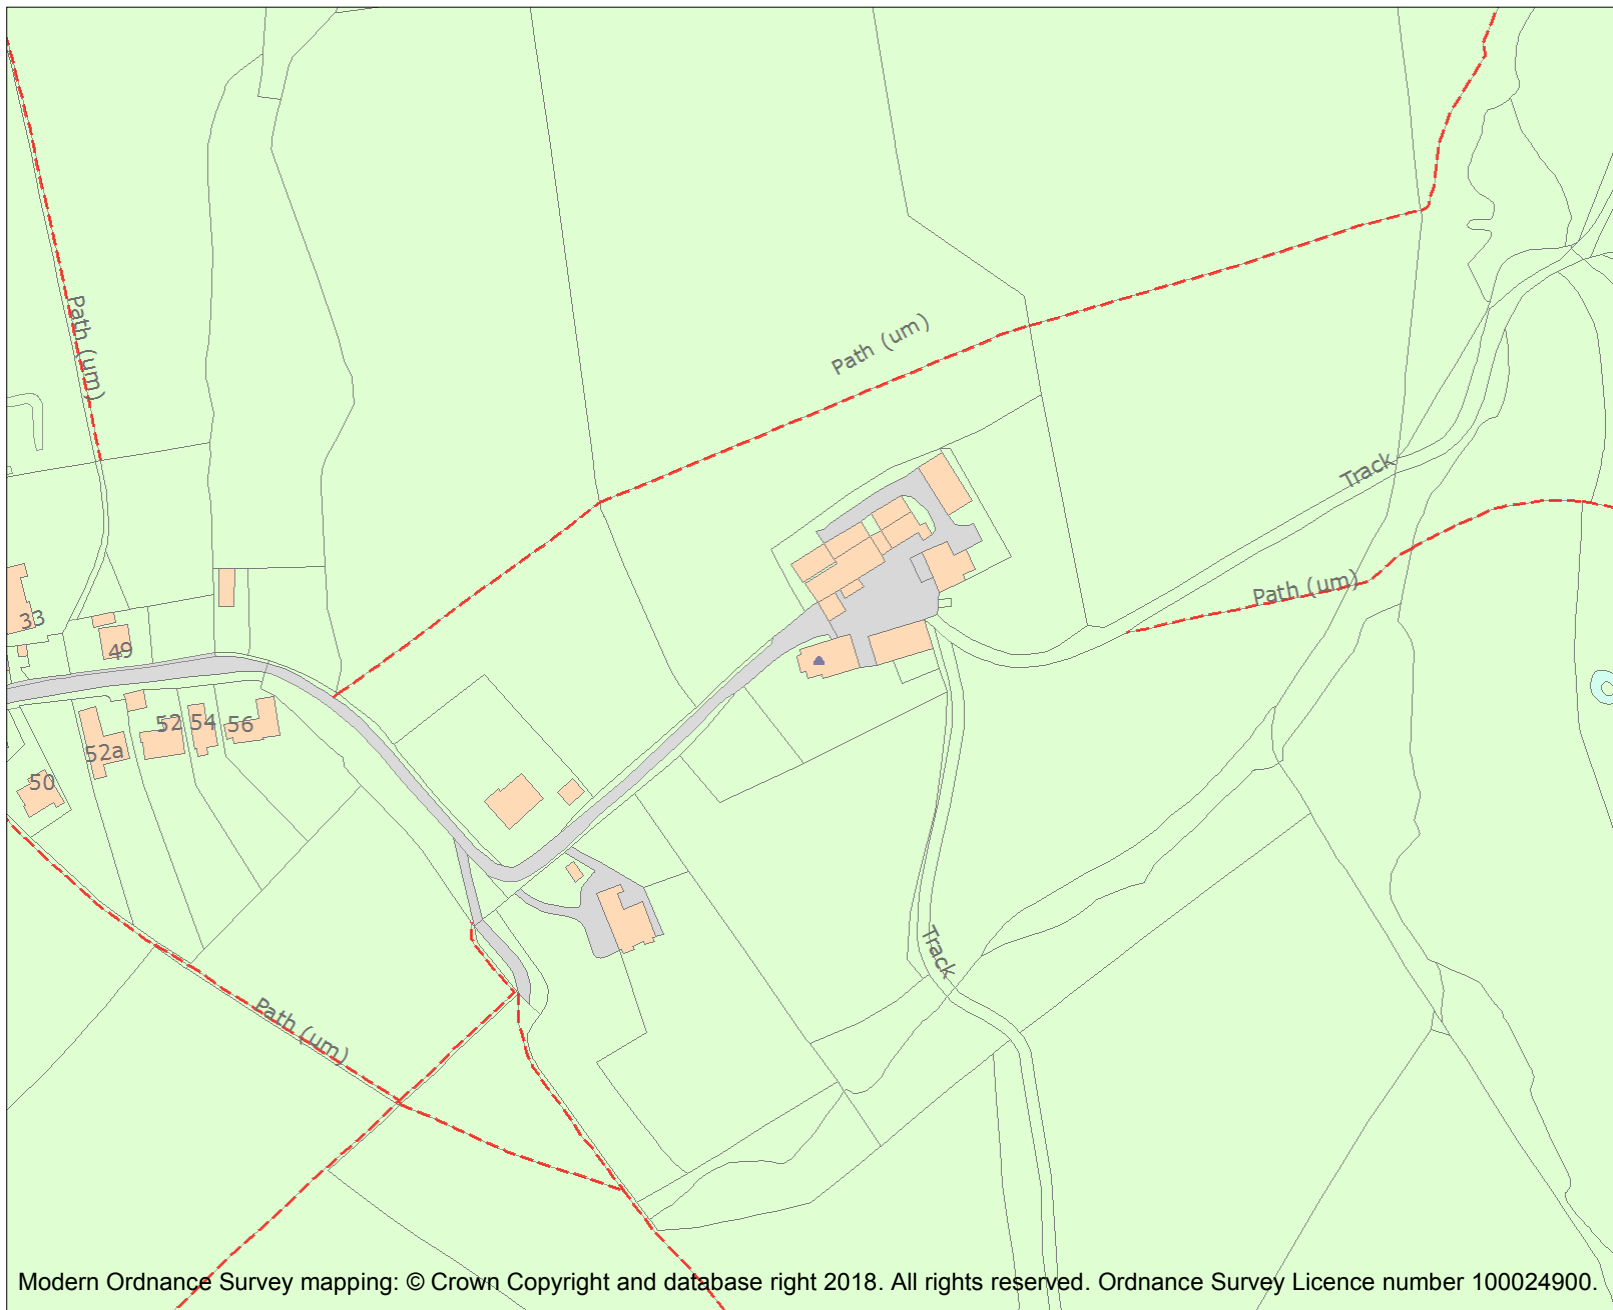 Path (um)
Path (um)
Track
Path (um)
33
49
52
54
56
52a
50
Track
Path (um)
Modern Ordnance Survey mapping: © Crown Copyright and database right 2018. All rights reserved. Ordnance Survey Licence number 100024900.